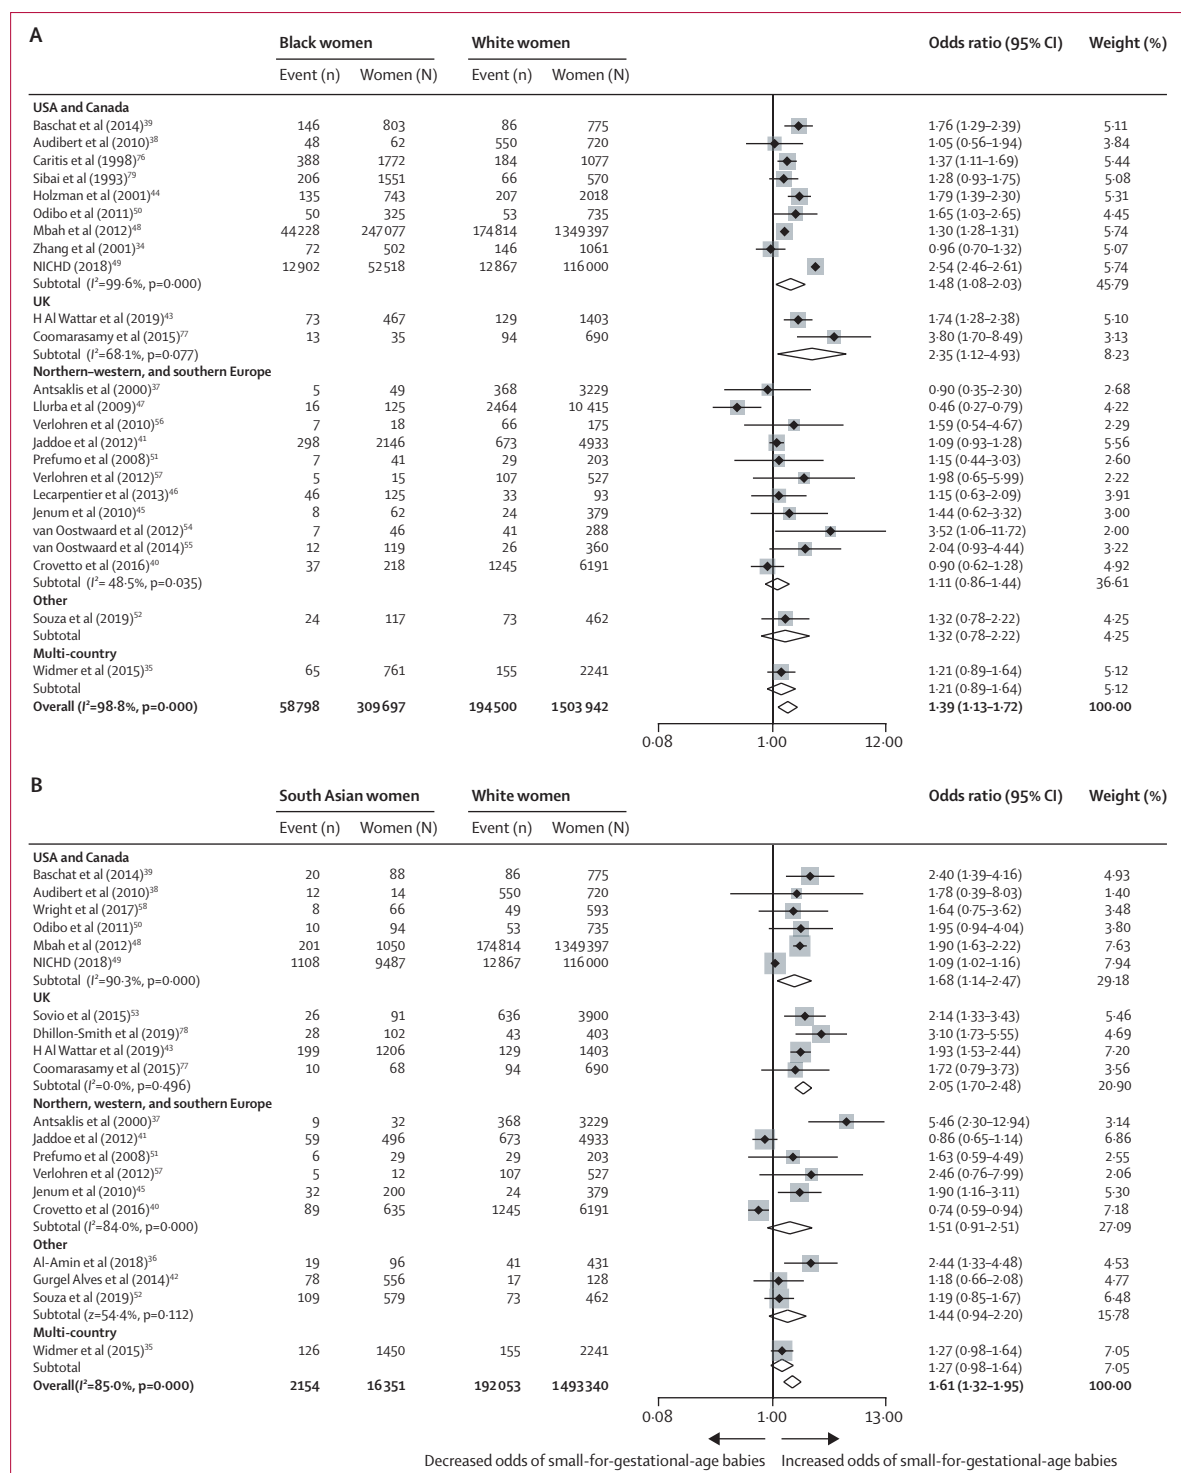 A
Black women White women Odds ratio (95% CI) Weight (%)
Event (n) Women (N) Event (n) Women (N)
USA and Canada
Baschat et al (2014)³⁹ 146 803 86 775 1·76 (1·29–2·39) 5·11
Audibert et al (2010)³⁸ 48 62 550 720 1·05 (0·56–1·94) 3·84
Caritis et al (1998)⁷⁶ 388 1772 184 1077 1·37 (1·11–1·69) 5·44
Sibai et al (1993)⁷⁹ 206 1551 66 570 1·28 (0·93–1·75) 5·08
Holzman et al (2001)⁴⁴ 135 743 207 2018 1·79 (1·39–2·30) 5·31
Odibo et al (2011)⁵⁰ 50 325 53 735 1·65 (1·03–2·65) 4·45
Mbah et al (2012)⁴⁸ 44228 247077 174814 1349397 1·30 (1·28–1·31) 5·74
Zhang et al (2001)³⁴ 72 502 146 1061 0·96 (0·70–1·32) 5·07
NICHD (2018)⁴⁹ 12902 52518 12867 116000 2·54 (2·46–2·61) 5·74
Subtotal (I²=99·6%, p=0·000) 1·48 (1·08–2·03) 45·79
UK
H Al Wattar et al (2019)⁴³ 73 467 129 1403 1·74 (1·28–2·38) 5·10
Coomarasamy et al (2015)⁷⁷ 13 35 94 690 3·80 (1·70–8·49) 3·13
Subtotal (I²=68·1%, p=0·077) 2·35 (1·12–4·93) 8·23
Northern–western, and southern Europe
Antsaklis et al (2000)³⁷ 5 49 368 3229 0·90 (0·35–2·30) 2·68
Llurba et al (2009)⁴⁷ 16 125 2464 10 415 0·46 (0·27–0·79) 4·22
Verlohren et al (2010)⁵⁶ 7 18 66 175 1·59 (0·54–4·67) 2·29
Jaddoe et al (2012)⁴¹ 298 2146 673 4933 1·09 (0·93–1·28) 5·56
Prefumo et al (2008)⁵¹ 7 41 29 203 1·15 (0·44–3·03) 2·60
Verlohren et al (2012)⁵⁷ 5 15 107 527 1·98 (0·65–5·99) 2·22
Lecarpentier et al (2013)⁴⁶ 46 125 33 93 1·15 (0·63–2·09) 3·91
Jenum et al (2010)⁴⁵ 8 62 24 379 1·44 (0·62–3·32) 3·00
van Oostwaard et al (2012)⁵⁴ 7 46 41 288 3·52 (1·06–11·72) 2·00
van Oostwaard et al (2014)⁵⁵ 12 119 26 360 2·04 (0·93–4·44) 3·22
Crovetto et al (2016)⁴⁰ 37 218 1245 6191 0·90 (0·62–1·28) 4·92
Subtotal (I²= 48·5%, p=0·035) 1·11 (0·86–1·44) 36·61
Other
Souza et al (2019)⁵² 24 117 73 462 1·32 (0·78–2·22) 4·25
Subtotal 1·32 (0·78–2·22) 4·25
Multi-country
Widmer et al (2015)³⁵ 65 761 155 2241 1·21 (0·89–1·64) 5·12
Subtotal 1·21 (0·89–1·64) 5·12
Overall (I²=98·8%, p=0·000) 58798 309697 194500 1503 942 1·39 (1·13–1·72) 100·00
0·08 1·00 12·00
B
South Asian women White women Odds ratio (95% CI) Weight (%)
Event (n) Women (N) Event (n) Women (N)
USA and Canada
Baschat et al (2014)³⁹ 20 88 86 775 2·40 (1·39–4·16) 4·93
Audibert et al (2010)³⁸ 12 14 550 720 1·78 (0·39–8·03) 1·40
Wright et al (2017)⁵⁸ 8 66 49 593 1·64 (0·75–3·62) 3·48
Odibo et al (2011)⁵⁰ 10 94 53 735 1·95 (0·94–4·04) 3·80
Mbah et al (2012)⁴⁸ 201 1050 174814 1349397 1·90 (1·63–2·22) 7·63
NICHD (2018)⁴⁹ 1108 9487 12867 116000 1·09 (1·02–1·16) 7·94
Subtotal (I²=90·3%, p=0·000) 1·68 (1·14–2·47) 29·18
UK
Sovio et al (2015)⁵³ 26 91 636 3900 2·14 (1·33–3·43) 5·46
Dhillon-Smith et al (2019)⁷⁸ 28 102 43 403 3·10 (1·73–5·55) 4·69
H Al Wattar et al (2019)⁴³ 199 1206 129 1403 1·93 (1·53–2·44) 7·20
Coomarasamy et al (2015)⁷⁷ 10 68 94 690 1·72 (0·79–3·73) 3·56
Subtotal (I²=0·0%, p=0·496) 2·05 (1·70–2·48) 20·90
Northern, western, and southern Europe
Antsaklis et al (2000)³⁷ 9 32 368 3229 5·46 (2·30–12·94) 3·14
Jaddoe et al (2012)⁴¹ 59 496 673 4933 0·86 (0·65–1·14) 6·86
Prefumo et al (2008)⁵¹ 6 29 29 203 1·63 (0·59–4·49) 2·55
Verlohren et al (2012)⁵⁷ 5 12 107 527 2·46 (0·76–7·99) 2·06
Jenum et al (2010)⁴⁵ 32 200 24 379 1·90 (1·16–3·11) 5·30
Crovetto et al (2016)⁴⁰ 89 635 1245 6191 0·74 (0·59–0·94) 7·18
Subtotal (I²=84·0%, p=0·000) 1·51 (0·91–2·51) 27·09
Other
Al-Amin et al (2018)³⁶ 19 96 41 431 2·44 (1·33–4·48) 4·53
Gurgel Alves et al (2014)⁴² 78 556 17 128 1·18 (0·66–2·08) 4·77
Souza et al (2019)⁵² 109 579 73 462 1·19 (0·85–1·67) 6·48
Subtotal (z=54·4%, p=0·112) 1·44 (0·94–2·20) 15·78
Multi-country
Widmer et al (2015)³⁵ 126 1450 155 2241 1·27 (0·98–1·64) 7·05
Subtotal 1·27 (0·98–1·64) 7·05
Overall(I²=85·0%, p=0·000) 2154 16351 192053 1493340 1·61 (1·32–1·95) 100·00
0·08 1·00 13·00
Decreased odds of small-for-gestational-age babies Increased odds of small-for-gestational-age babies